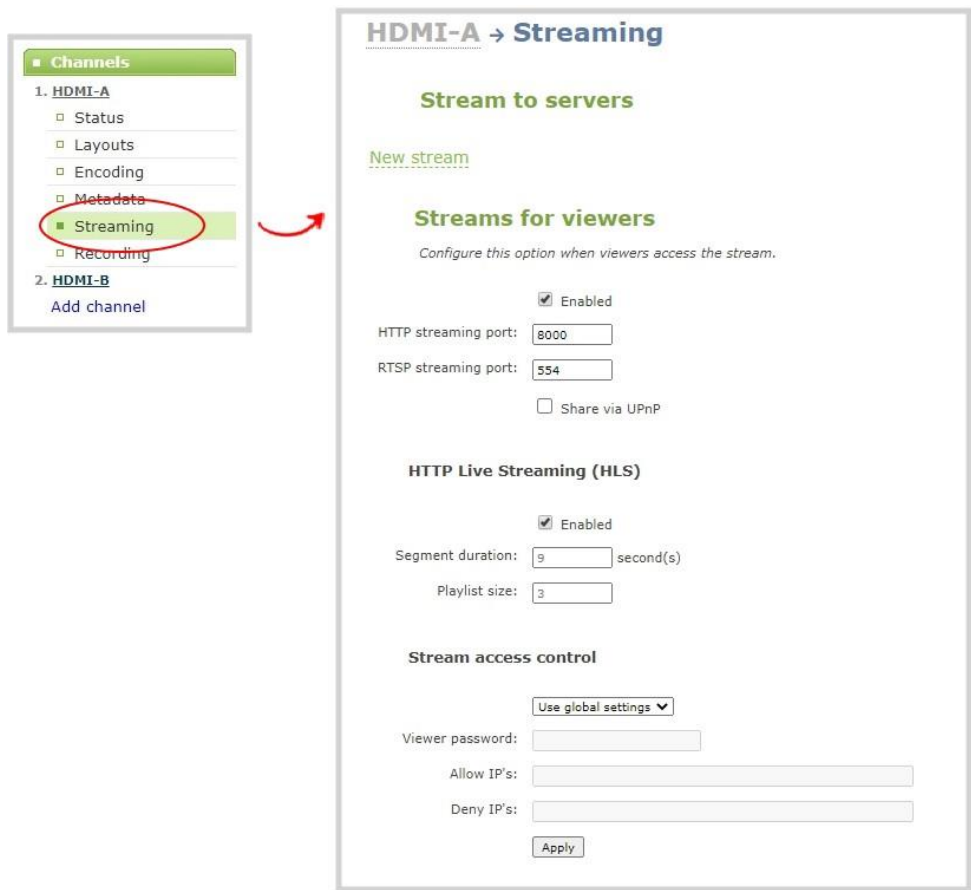 Channels
1. HDMI-A
Status
Layouts
Encoding
Metadata
Streaming
Recording
2. HDMI-B
Add channel
HDMI-A → Streaming
Stream to servers
New stream
Streams for viewers
Configure this option when viewers access the stream.
Enabled
HTTP streaming port: 8000
RTSP streaming port: 554
Share via UPnP
HTTP Live Streaming (HLS)
Enabled
Segment duration: 9 second(s)
Playlist size: 3
Stream access control
Use global settings
Viewer password:
Allow IP's:
Deny IP's:
Apply